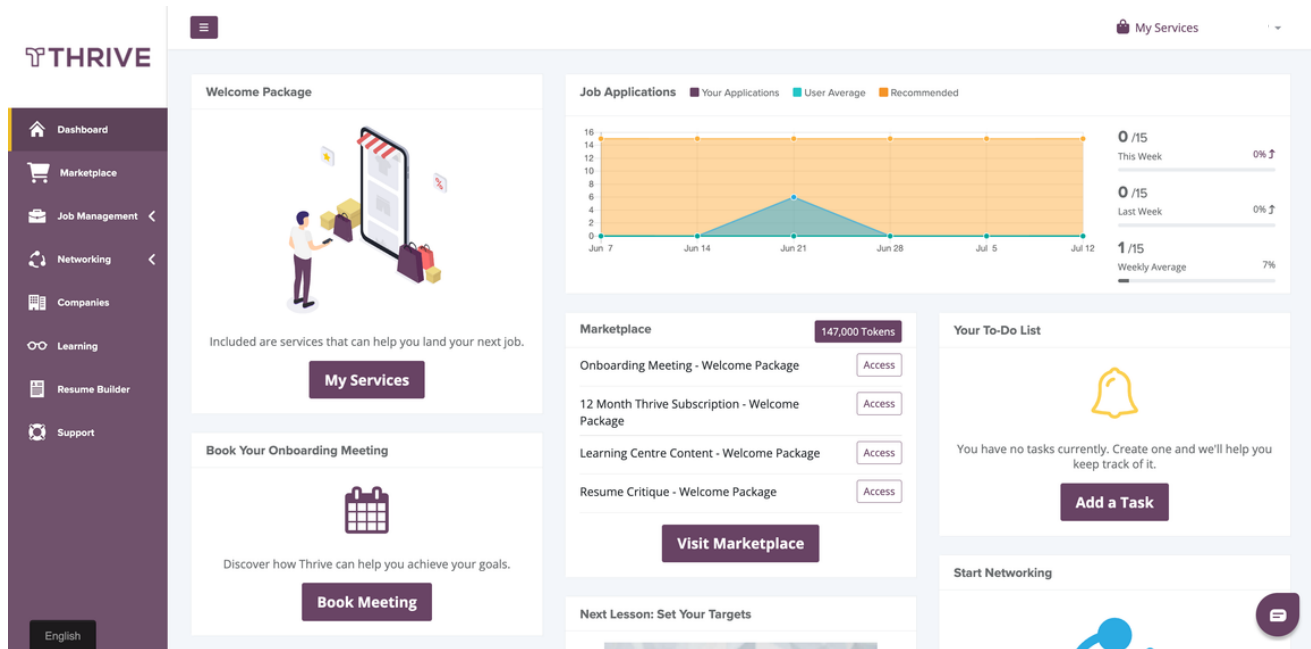 THRIVE
My Services
Dashboard
Marketplace
Job Management
Networking
Companies
Learning
Resume Builder
Support
English
Welcome Package
%
Included are services that can help you land your next job.
My Services
Book Your Onboarding Meeting
Discover how Thrive can help you achieve your goals.
Book Meeting
Job Applications
Your Applications
User Average
Recommended
16
14
12
10
8
6
4
2
0
Jun 7
Jun 14
Jun 21
Jun 28
Jul 5
Jul 12
0 /15
This Week
0%
0 /15
Last Week
0%
1 /15
Weekly Average
7%
Marketplace
147,000 Tokens
Onboarding Meeting - Welcome Package
Access
12 Month Thrive Subscription - Welcome
Package
Access
Learning Centre Content - Welcome Package
Access
Resume Critique - Welcome Package
Access
Visit Marketplace
Next Lesson: Set Your Targets
Your To-Do List
You have no tasks currently. Create one and we'll help you
keep track of it.
Add a Task
Start Networking